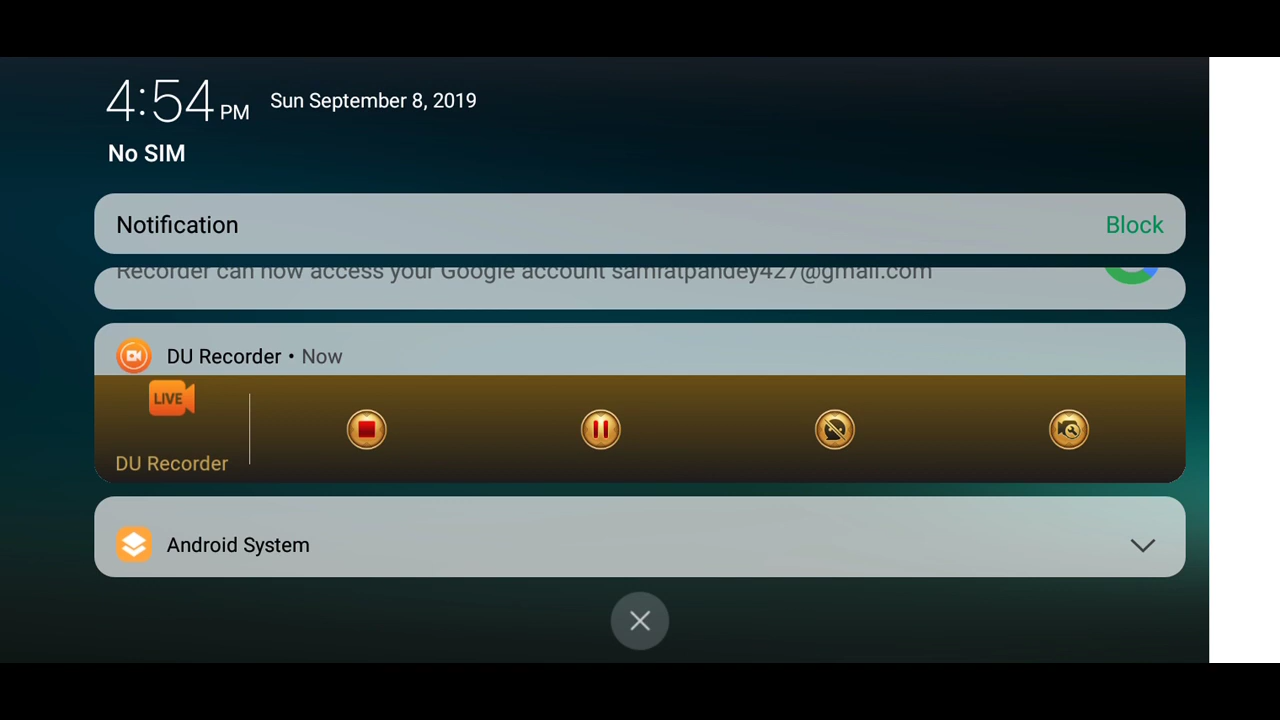 4:54 PM Sun September 8, 2019
No SIM
Notification Block
Recorder can now access your Google account samratpandey427@gmail.com
DU Recorder • Now
LIVE
DU Recorder
Android System